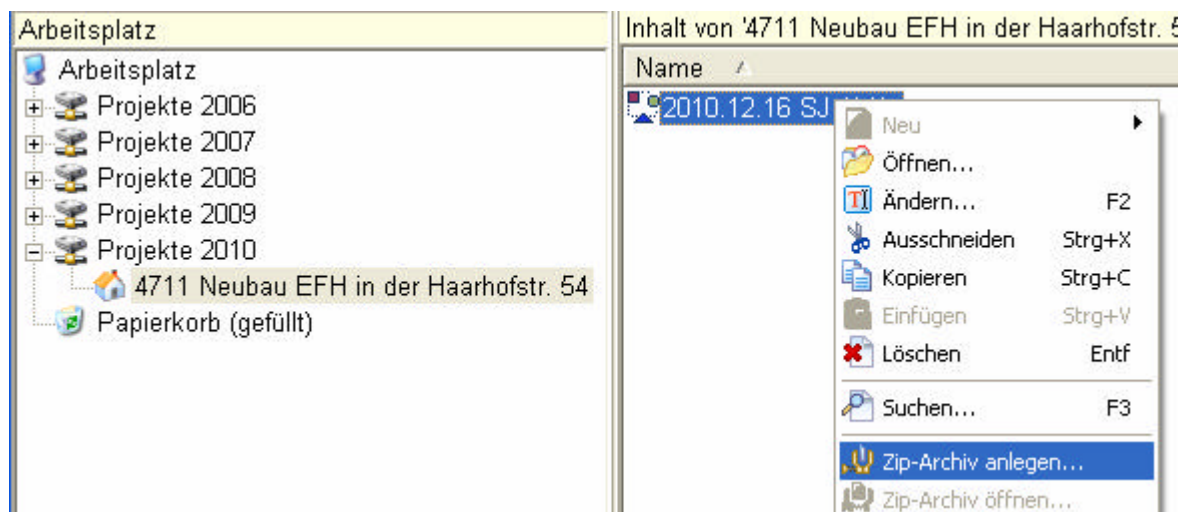 Arbeitsplatz
Arbeitsplatz
Projekte 2006
Projekte 2007
Projekte 2008
Projekte 2009
Projekte 2010
4711 Neubau EFH in der Haarhofstr. 54
Papierkorb (gefüllt)
Inhalt von '4711 Neubau EFH in der Haarhofstr. 5
Name
2010.12.16 SJ
Neu
Öffnen...
Ändern... F2
Ausschneiden Strg+X
Kopieren Strg+C
Einfügen Strg+V
Löschen Entf
Suchen... F3
Zip-Archiv anlegen...
Zip-Archiv öffnen...